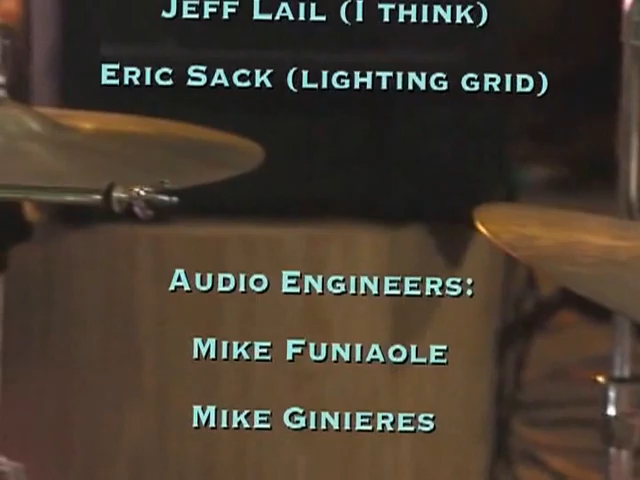 Jeff Lail (I think)
Eric Sack (lighting grid)
Audio Engineers:
Mike Funiaole
Mike Ginieres